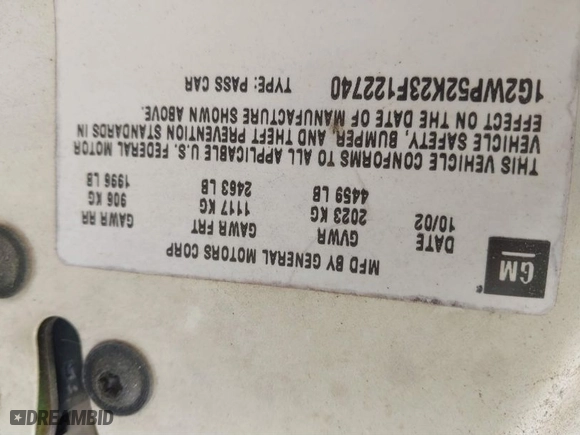 GM
MFD BY GENERAL MOTORS CORP
DATE GVWR GAWR FRT GAWR RR
10/02 2023 KG 1117 KG 906 KG
4459 LB 2463 LB 1996 LB
THIS VEHICLE CONFORMS TO ALL APPLICABLE U.S. FEDERAL MOTOR
VEHICLE SAFETY, BUMPER, AND THEFT PREVENTION STANDARDS IN
EFFECT ON THE DATE OF MANUFACTURE SHOWN ABOVE.
1G2WP52K23F122740 TYPE: PASS CAR
DREAMBID